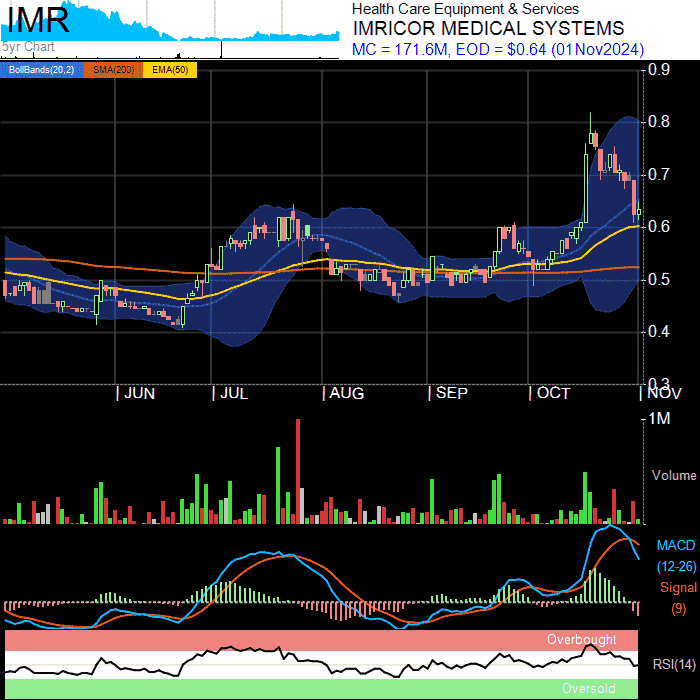 IMR
5yr Chart
Health Care Equipment & Services
IMRICOR MEDICAL SYSTEMS
MC = 171.6M, EOD = $0.64 (01Nov2024)
BollBands(20,2) SMA(200) EMA(50)
0.9
0.8
0.7
0.6
0.5
0.4
0.3
| JUN | JUL | AUG | SEP | OCT | NOV
1M
Volume
MACD
(12-26)
Signal
(9)
Overbought
RSI(14)
Oversold